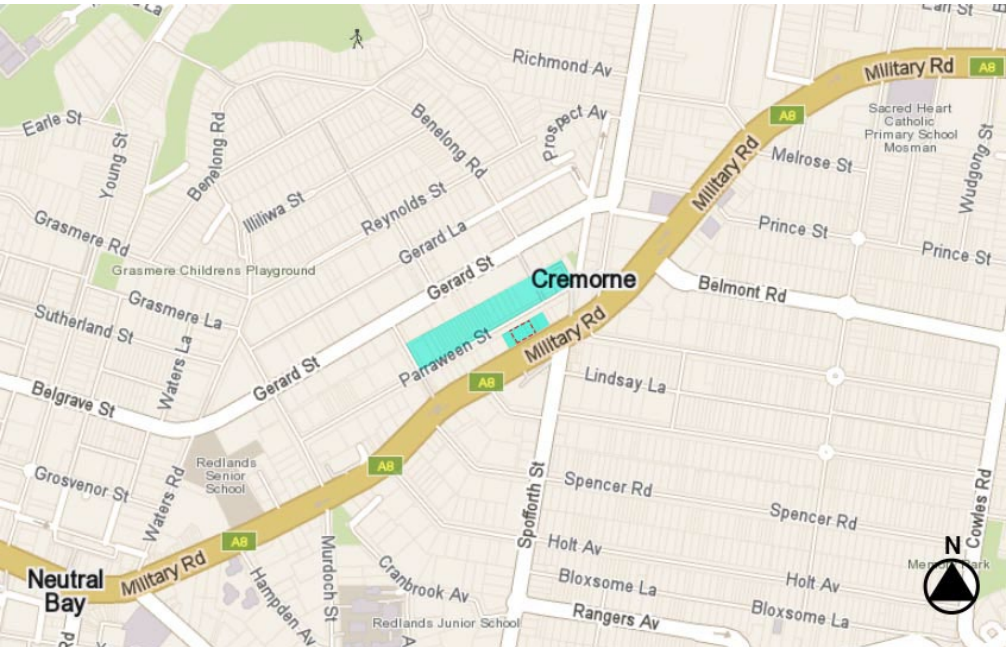 La
Earl St
Military Rd
A8
Richmond Av
A8
Sacred Heart
Catholic
Primary School
Mosman
Earle St
Young St
Benelong Rd
Benelong Rd
Prospect Av
Military Rd
Melrose St
Wudgong St
Illiliwa St
Reynolds St
Grasmere Rd
Gerard La
Prince St
Prince St
Grasmere Childrens Playground
Gerard St
Cremorne
Belmont Rd
Grasmere La
Sutherland St
Waters La
Parraween St
Military Rd
Gerard St
A8
Lindsay La
Belgrave St
Redlands
Senior
School
A8
Grosvenor St
Waters Rd
Spofforth St
Spencer Rd
Spencer Rd
Cowles Rd
A8
Murdoch St
Holt Av
N
Neutral
Bay
Military Rd
Hampden Av
Cranbrook Av
Bloxsome La
Holt Av
Park
Rd
Redlands Junior School
A
Rangers Av
Bloxsome La